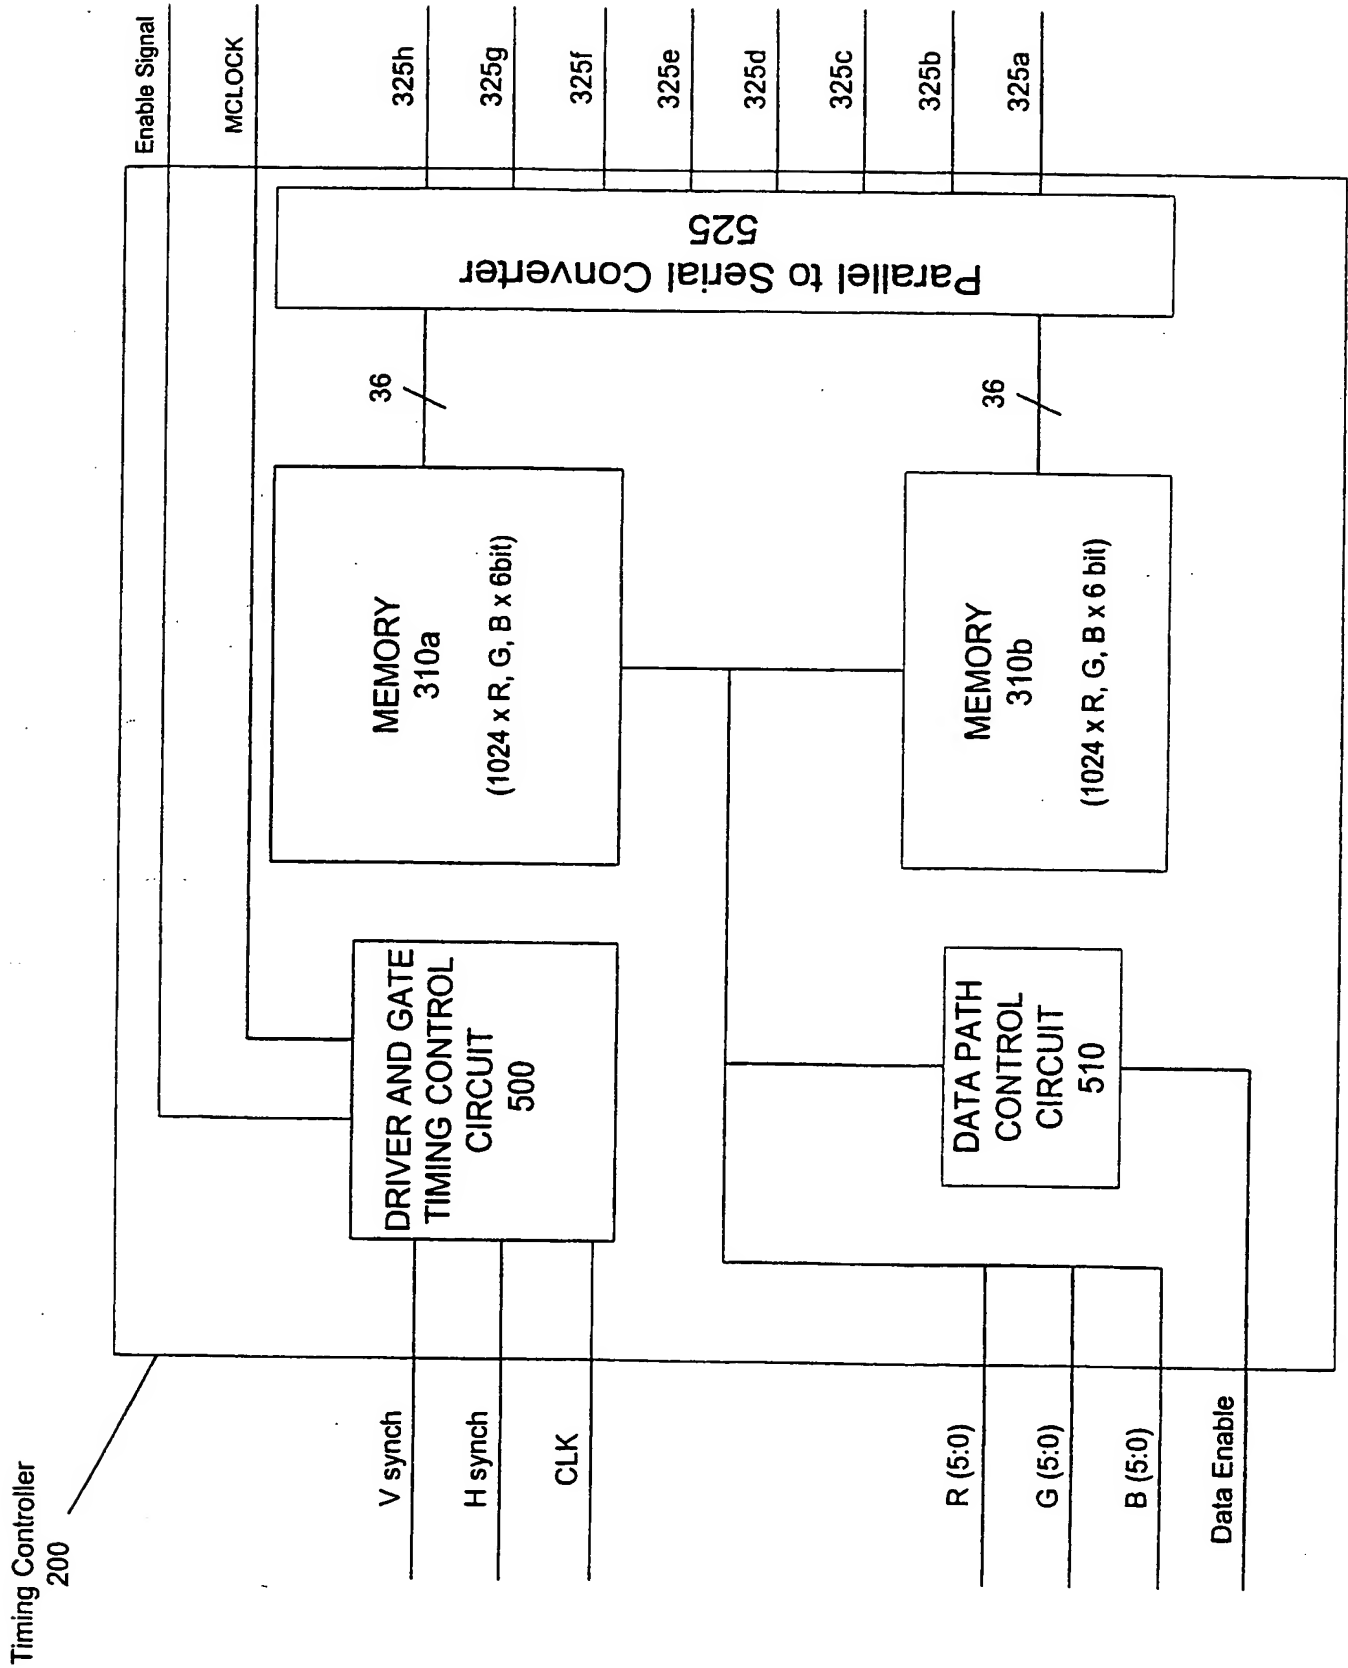 Timing Controller
200
Enable Signal
MCLOCK
V synch
H synch
CLK
DRIVER AND GATE
TIMING CONTROL
CIRCUIT
500
MEMORY
310a
(1024 x R, G, B x 6bit)
36
Parallel to Serial Converter
525
325h
325g
325f
325e
325d
325c
325b
325a
R (5:0)
G (5:0)
B (5:0)
Data Enable
DATA PATH
CONTROL
CIRCUIT
510
MEMORY
310b
(1024 x R, G, B x 6 bit)
36